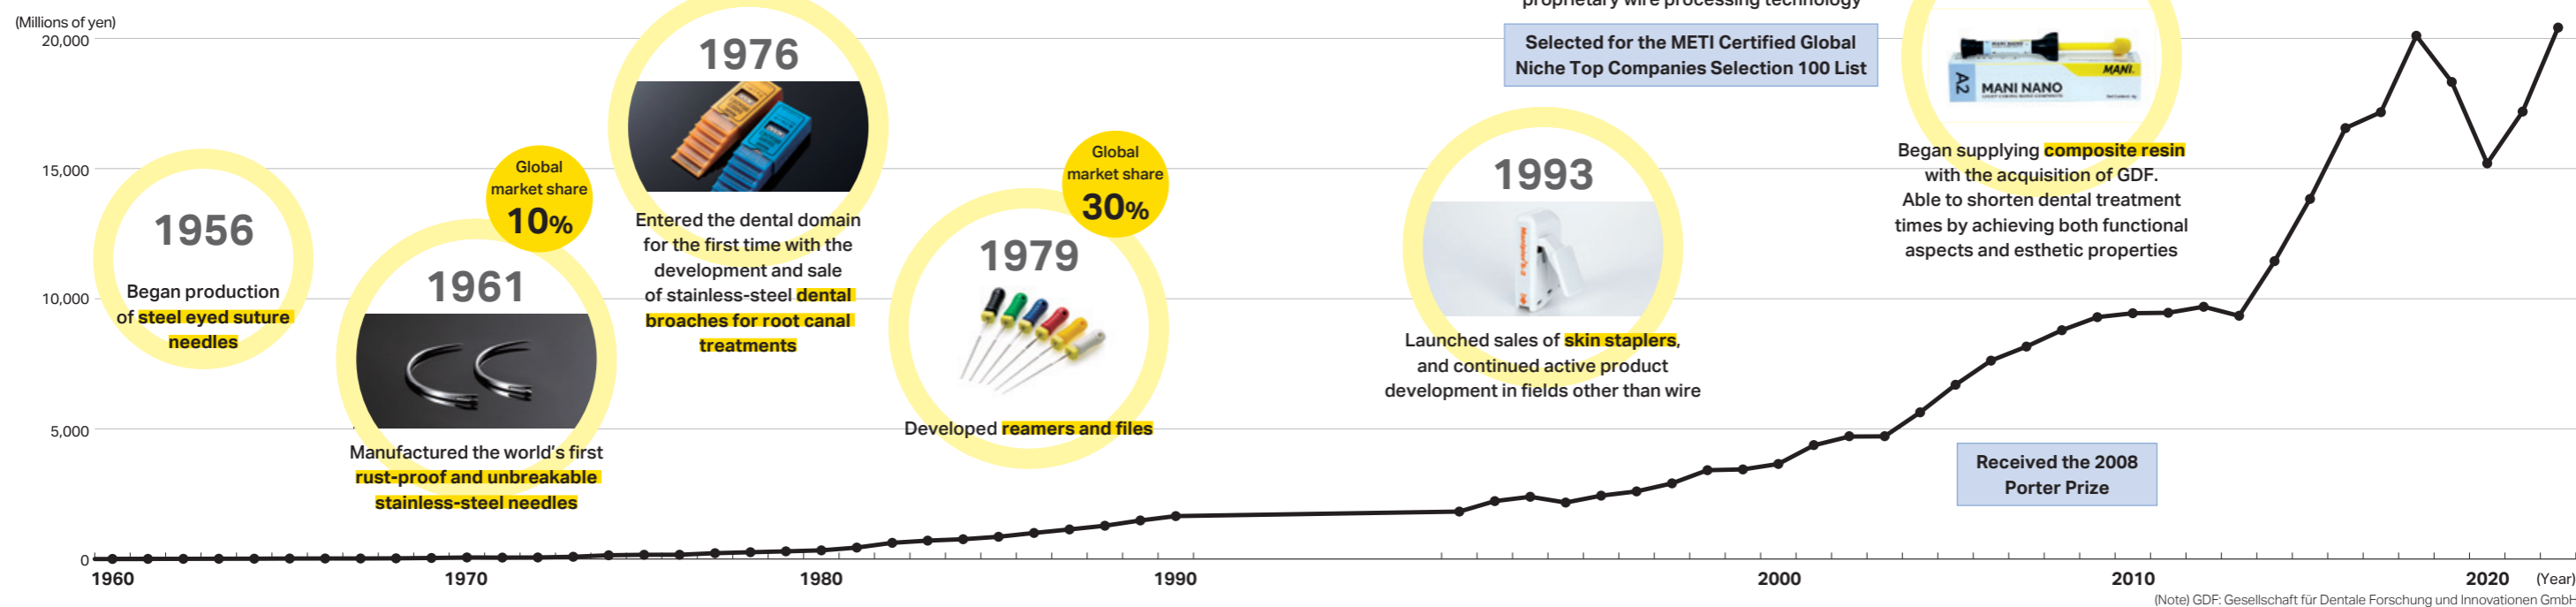 (Millions of yen)
20,000
15,000
10,000
5,000
0
1956
Began production
of steel eyed suture
needles
Global
market share
10%
1961
Manufactured the world's first
rust-proof and unbreakable
stainless-steel needles
1976
Entered the dental domain
for the first time with the
development and sale
of stainless-steel dental
broaches for root canal
treatments
Global
market share
30%
1979
Developed reamers and files
1993
Launched sales of skin staplers,
and continued active product
development in fields other than wire
proprietary wire processing technology
Selected for the METI Certified Global
Niche Top Companies Selection 100 List
MANI NANO
MANI.
A2
MANI NANO
Began supplying composite resin
with the acquisition of GDF.
Able to shorten dental treatment
times by achieving both functional
aspects and esthetic properties
Received the 2008
Porter Prize
1960
1970
1980
1990
2000
2010
2020
(Year)
(Note) GDF: Gesellschaft für Dentale Forschung und Innovationen GmbH